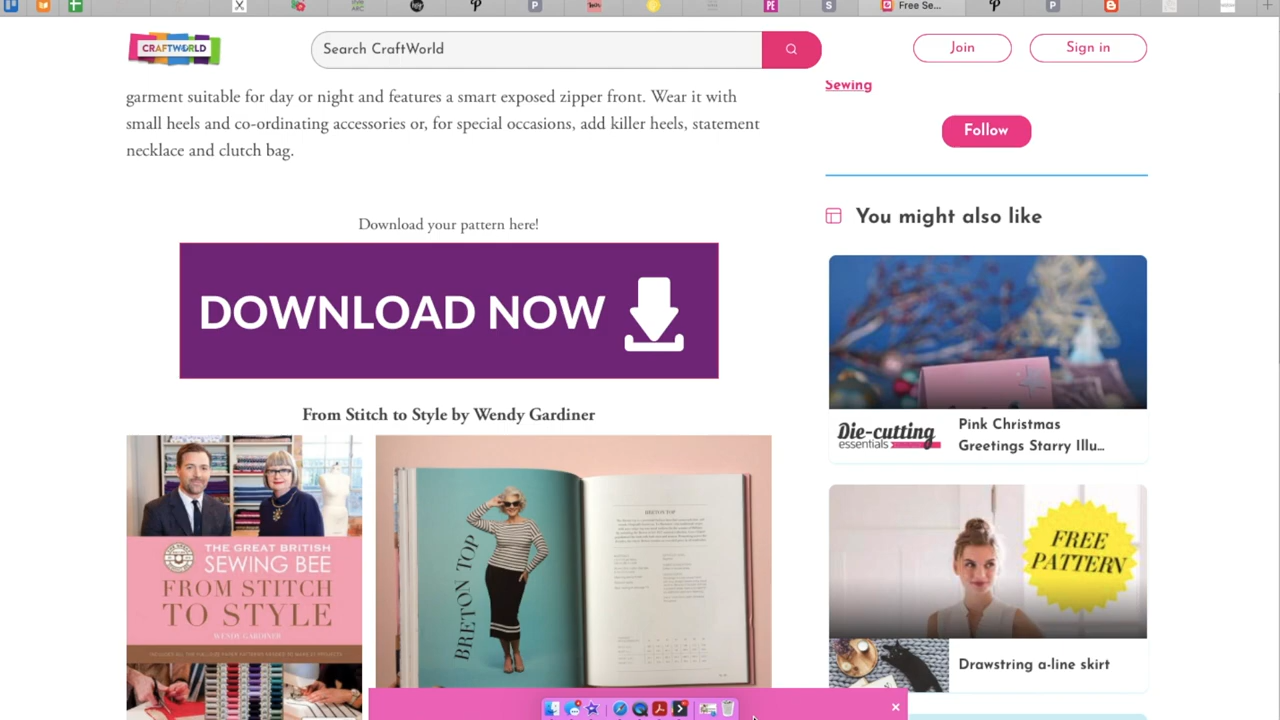 Free Se...
CRAFTWORLD
Search CraftWorld
Join
Sign in
garment suitable for day or night and features a smart exposed zipper front. Wear it with
small heels and co-ordinating accessories or, for special occasions, add killer heels, statement
necklace and clutch bag.
Sewing
Follow
Download your pattern here!
DOWNLOAD NOW
You might also like
Die-cutting
essentials
Pink Christmas
Greetings Starry Illu...
From Stitch to Style by Wendy Gardiner
THE GREAT BRITISH
SEWING BEE
FROM STITCH
TO STYLE
WENDY GARDINER
BRETON TOP
BRETON TOP
FREE
PATTERN
Drawstring a-line skirt